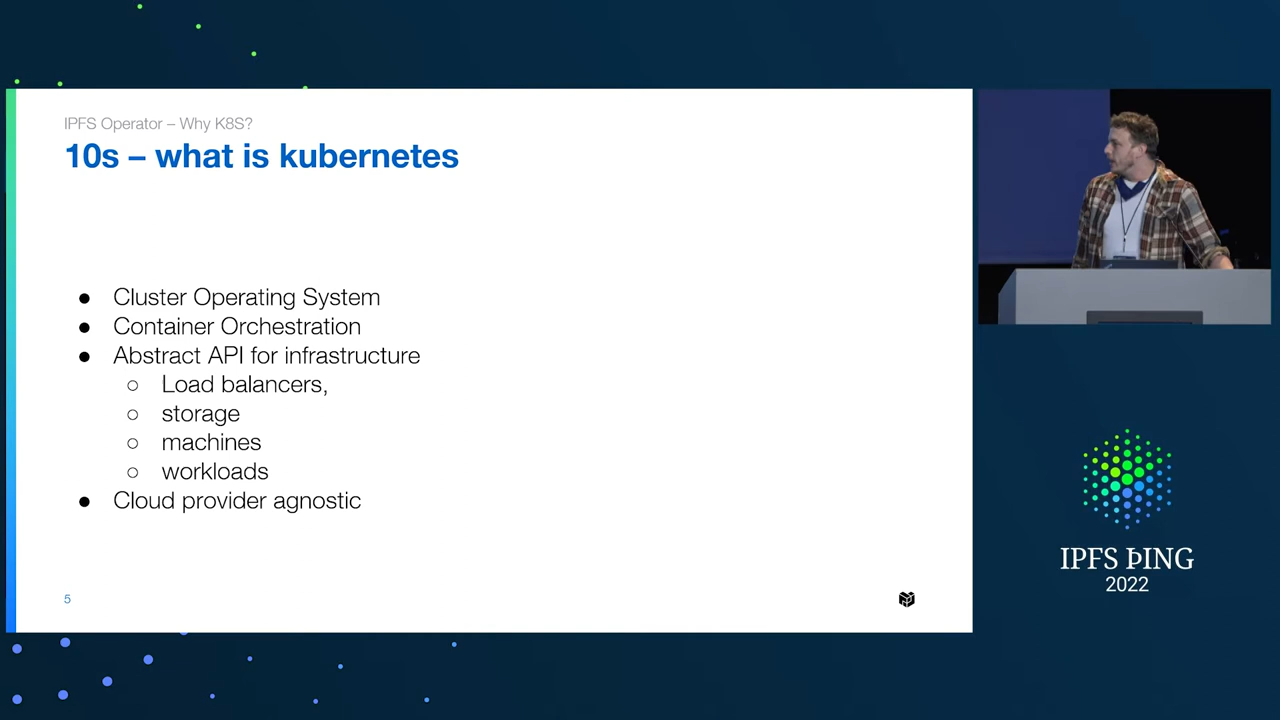 IPFS Operator – Why K8S?
10s – what is kubernetes
● Cluster Operating System
● Container Orchestration
● Abstract API for infrastructure
○ Load balancers,
○ storage
○ machines
○ workloads
● Cloud provider agnostic
5
IPFS ÞING
2022